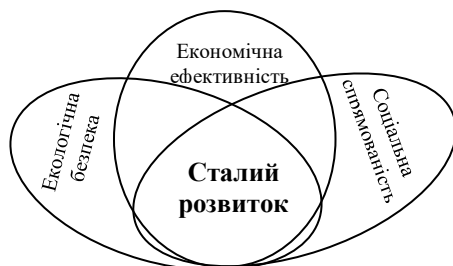 Економічна
ефективність
Екологічна
безпека
Соціальна
спрямованість
Сталий
розвиток